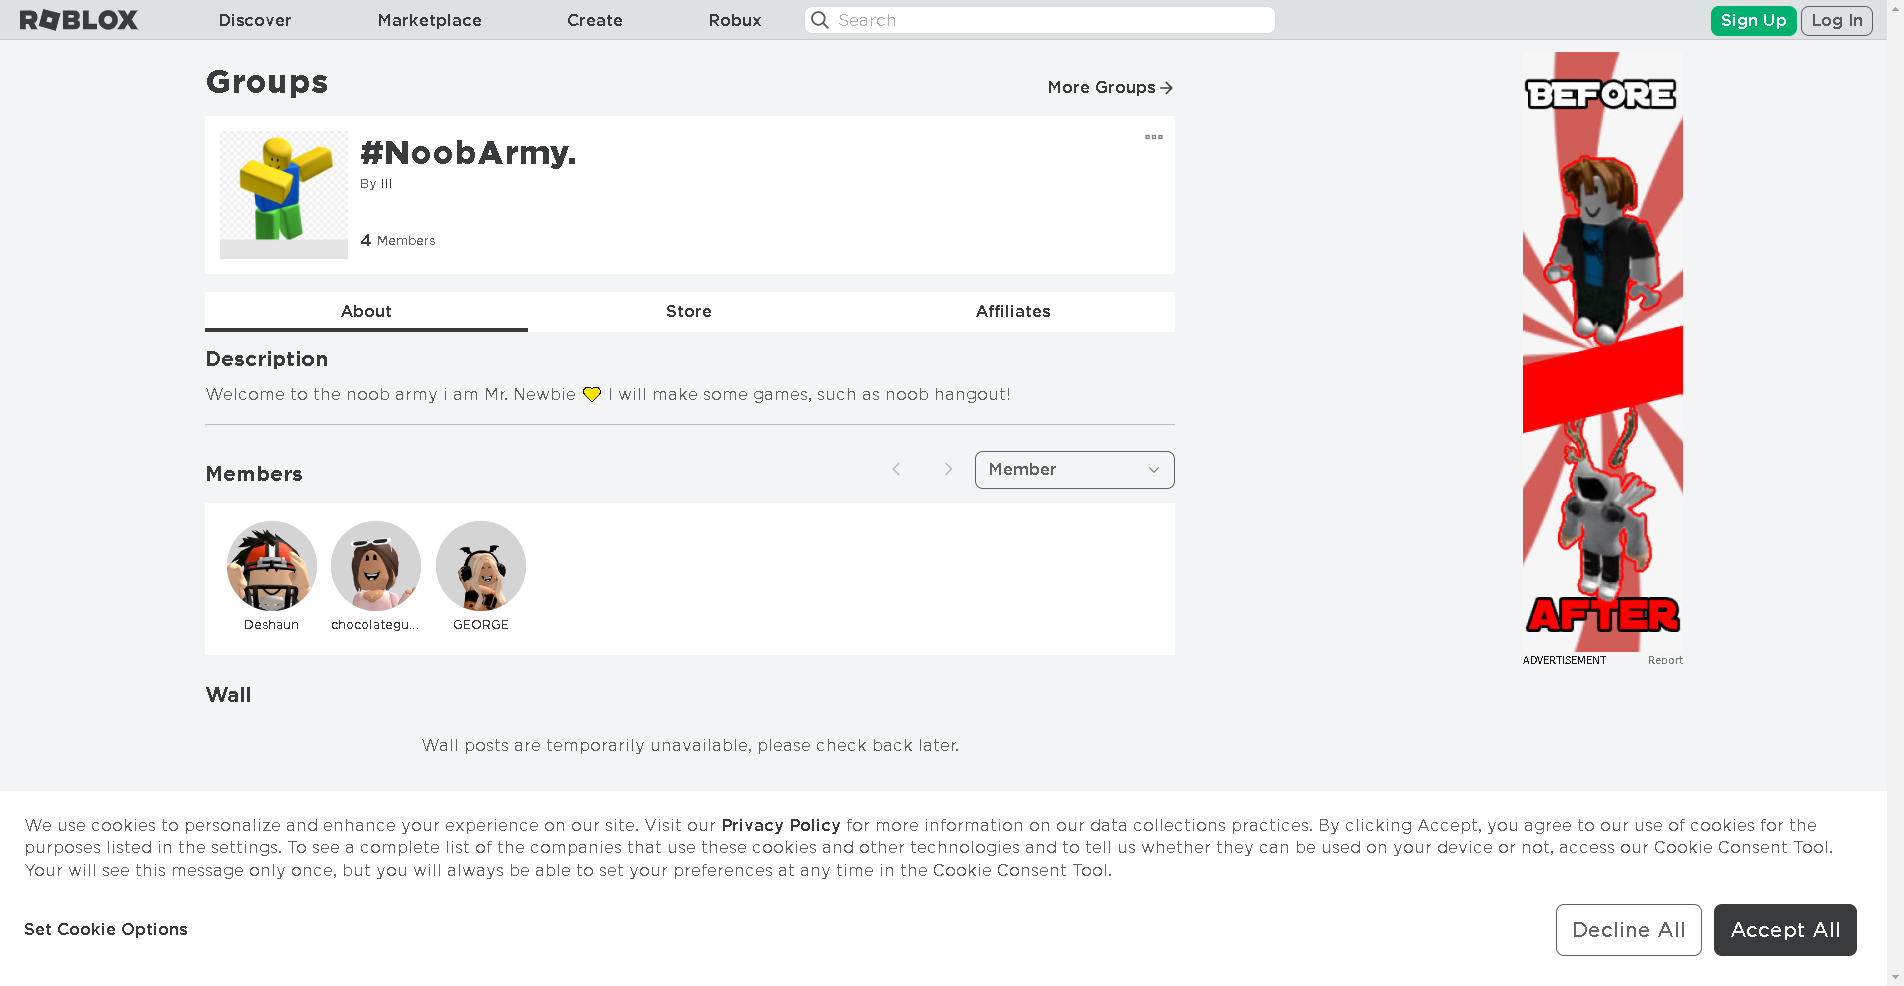 ROBLOX Discover Marketplace Create Robux Search Sign Up Log In
Groups
More Groups
#NoobArmy.
By III
4 Members
About Store Affiliates
Description
Welcome to the noob army i am Mr. Newbie 💛 I will make some games, such as noob hangout!
Members
Member
Deshaun chocolategu... GEORGE
Wall
Wall posts are temporarily unavailable, please check back later.
BEFORE
AFTER
ADVERTISEMENT Report
We use cookies to personalize and enhance your experience on our site. Visit our Privacy Policy for more information on our data collections practices. By clicking Accept, you agree to our use of cookies for the
purposes listed in the settings. To see a complete list of the companies that use these cookies and other technologies and to tell us whether they can be used on your device or not, access our Cookie Consent Tool.
Your will see this message only once, but you will always be able to set your preferences at any time in the Cookie Consent Tool.
Set Cookie Options
Decline All Accept All